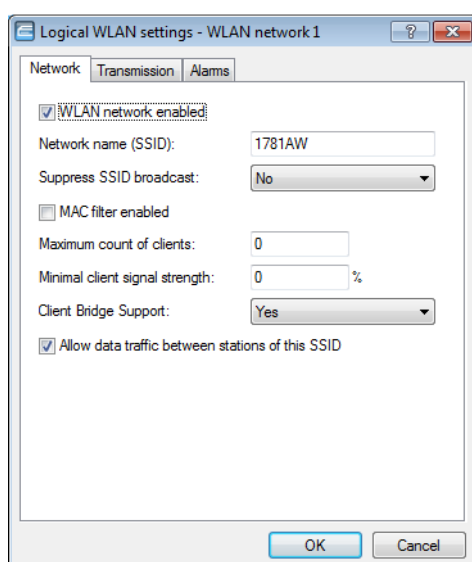 Logical WLAN settings - WLAN network 1
Network Transmission Alarms
WLAN network enabled
Network name (SSID): 1781AW
Suppress SSID broadcast: No
MAC filter enabled
Maximum count of clients: 0
Minimal client signal strength: 0 %
Client Bridge Support: Yes
Allow data traffic between stations of this SSID
OK Cancel